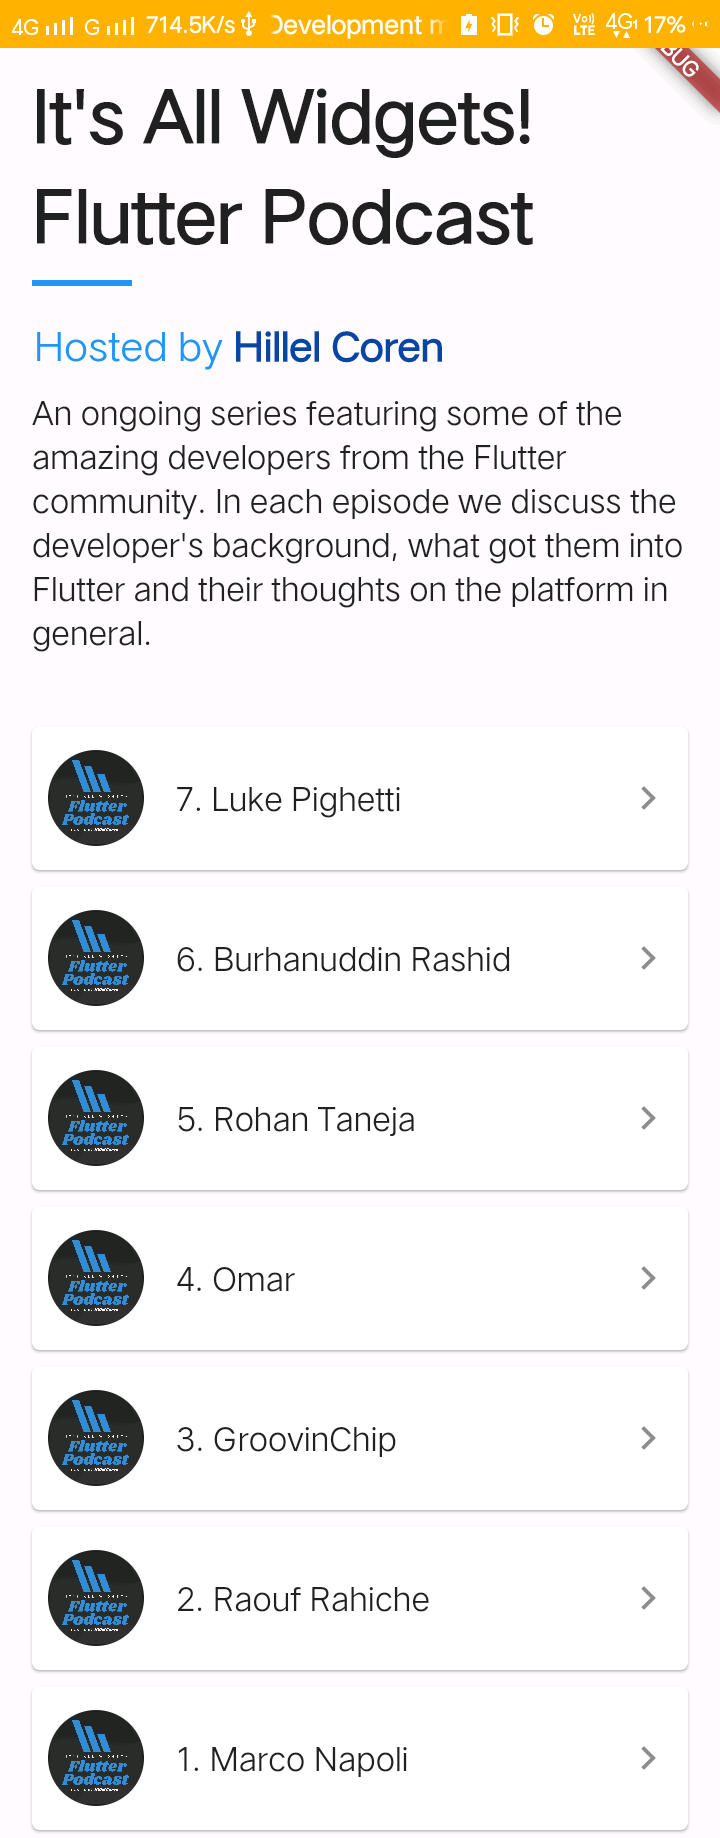 4G G 714.5K/s Development 4G 17%
VoLTE
BUG
It's All Widgets!
Flutter Podcast
Hosted by Hillel Coren
An ongoing series featuring some of the
amazing developers from the Flutter
community. In each episode we discuss the
developer's background, what got them into
Flutter and their thoughts on the platform in
general.
Flutter
Podcast
7. Luke Pighetti
Flutter
Podcast
6. Burhanuddin Rashid
Flutter
Podcast
5. Rohan Taneja
Flutter
Podcast
4. Omar
Flutter
Podcast
3. GroovinChip
Flutter
Podcast
2. Raouf Rahiche
Flutter
Podcast
1. Marco Napoli